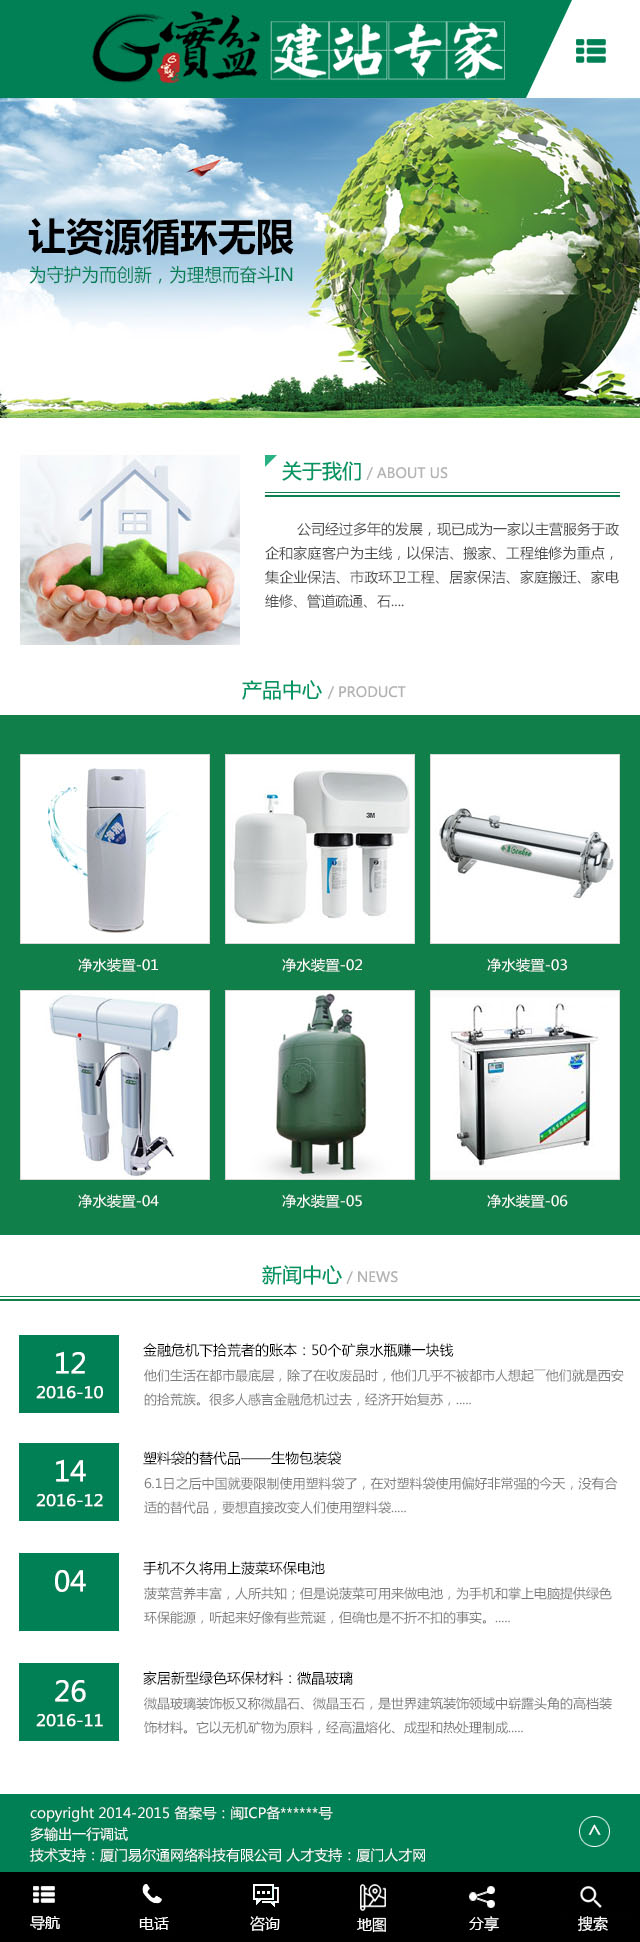 G寶盆 建站专家
让资源循环无限
为守护为而创新，为理想而奋斗IN
关于我们 / ABOUT US
公司经过多年的发展，现已成为一家以主营服务于政
企和家庭客户为主线，以保洁、搬家、工程维修为重点，
集企业保洁、市政环卫工程、居家保洁、家庭搬迁、家电
维修、管道疏通、石....
产品中心 / PRODUCT
3M
净水装置-01
净水装置-02
净水装置-03
净水装置-04
净水装置-05
净水装置-06
新闻中心 / NEWS
12
2016-10
金融危机下拾荒者的账本：50个矿泉水瓶赚一块钱
他们生活在都市最底层，除了在收废品时，他们几乎不被都市人想起￣他们就是西安
的拾荒族。很多人感言金融危机过去，经济开始复苏，.....
14
2016-12
塑料袋的替代品——生物包装袋
6.1日之后中国就要限制使用塑料袋了，在对塑料袋使用偏好非常强的今天，没有合
适的替代品，要想直接改变人们使用塑料袋.....
04
手机不久将用上菠菜环保电池
菠菜营养丰富，人所共知；但是说菠菜可用来做电池，为手机和掌上电脑提供绿色
环保能源，听起来好像有些荒诞，但确也是不折不扣的事实。.....
26
2016-11
家居新型绿色环保材料：微晶玻璃
微晶玻璃装饰板又称微晶石、微晶玉石，是世界建筑装饰领域中崭露头角的高档装
饰材料。它以无机矿物为原料，经高温熔化、成型和热处理制成.....
copyright 2014-2015 备案号：闽ICP备******号
多输出一行调试
技术支持：厦门易尔通网络科技有限公司 人才支持：厦门人才网
导航
电话
咨询
地图
分享
搜索